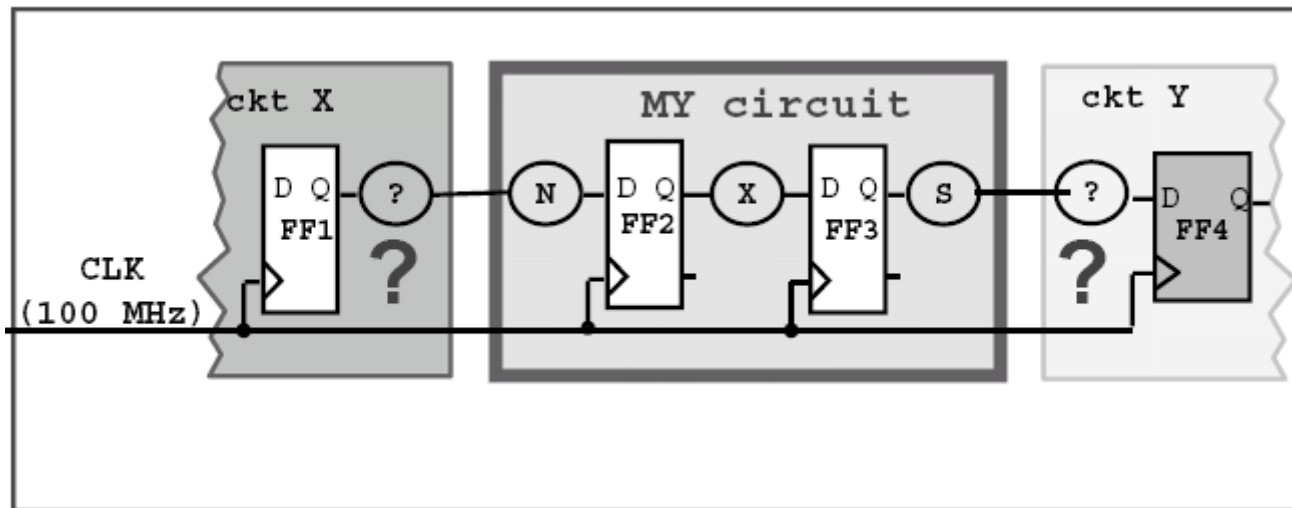 ckt X
MY circuit
ckt Y
D Q
FF1
?
N
D Q
FF2
X
D Q
FF3
S
?
D Q
FF4
?
?
CLK
(100 MHz)